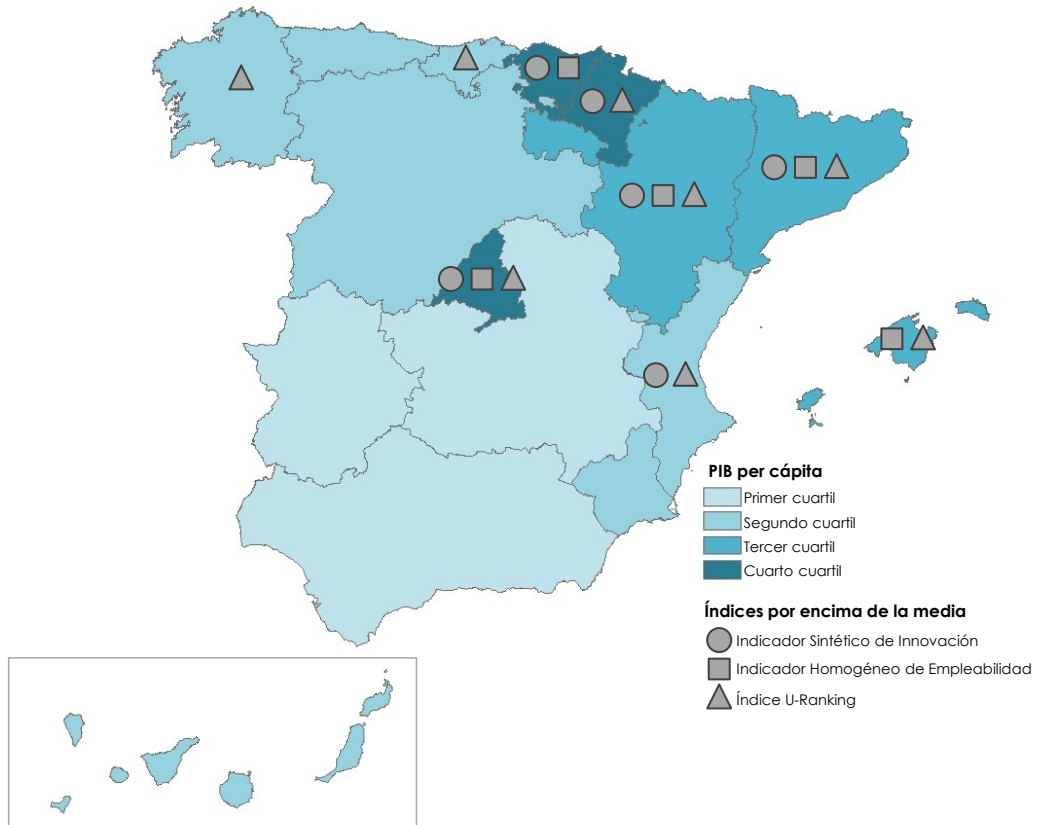 PIB per cápita
Primer cuartil
Segundo cuartil
Tercer cuartil
Cuarto cuartil
Índices por encima de la media
Indicador Sintético de Innovación
Indicador Homogéneo de Empleabilidad
Índice U-Ranking